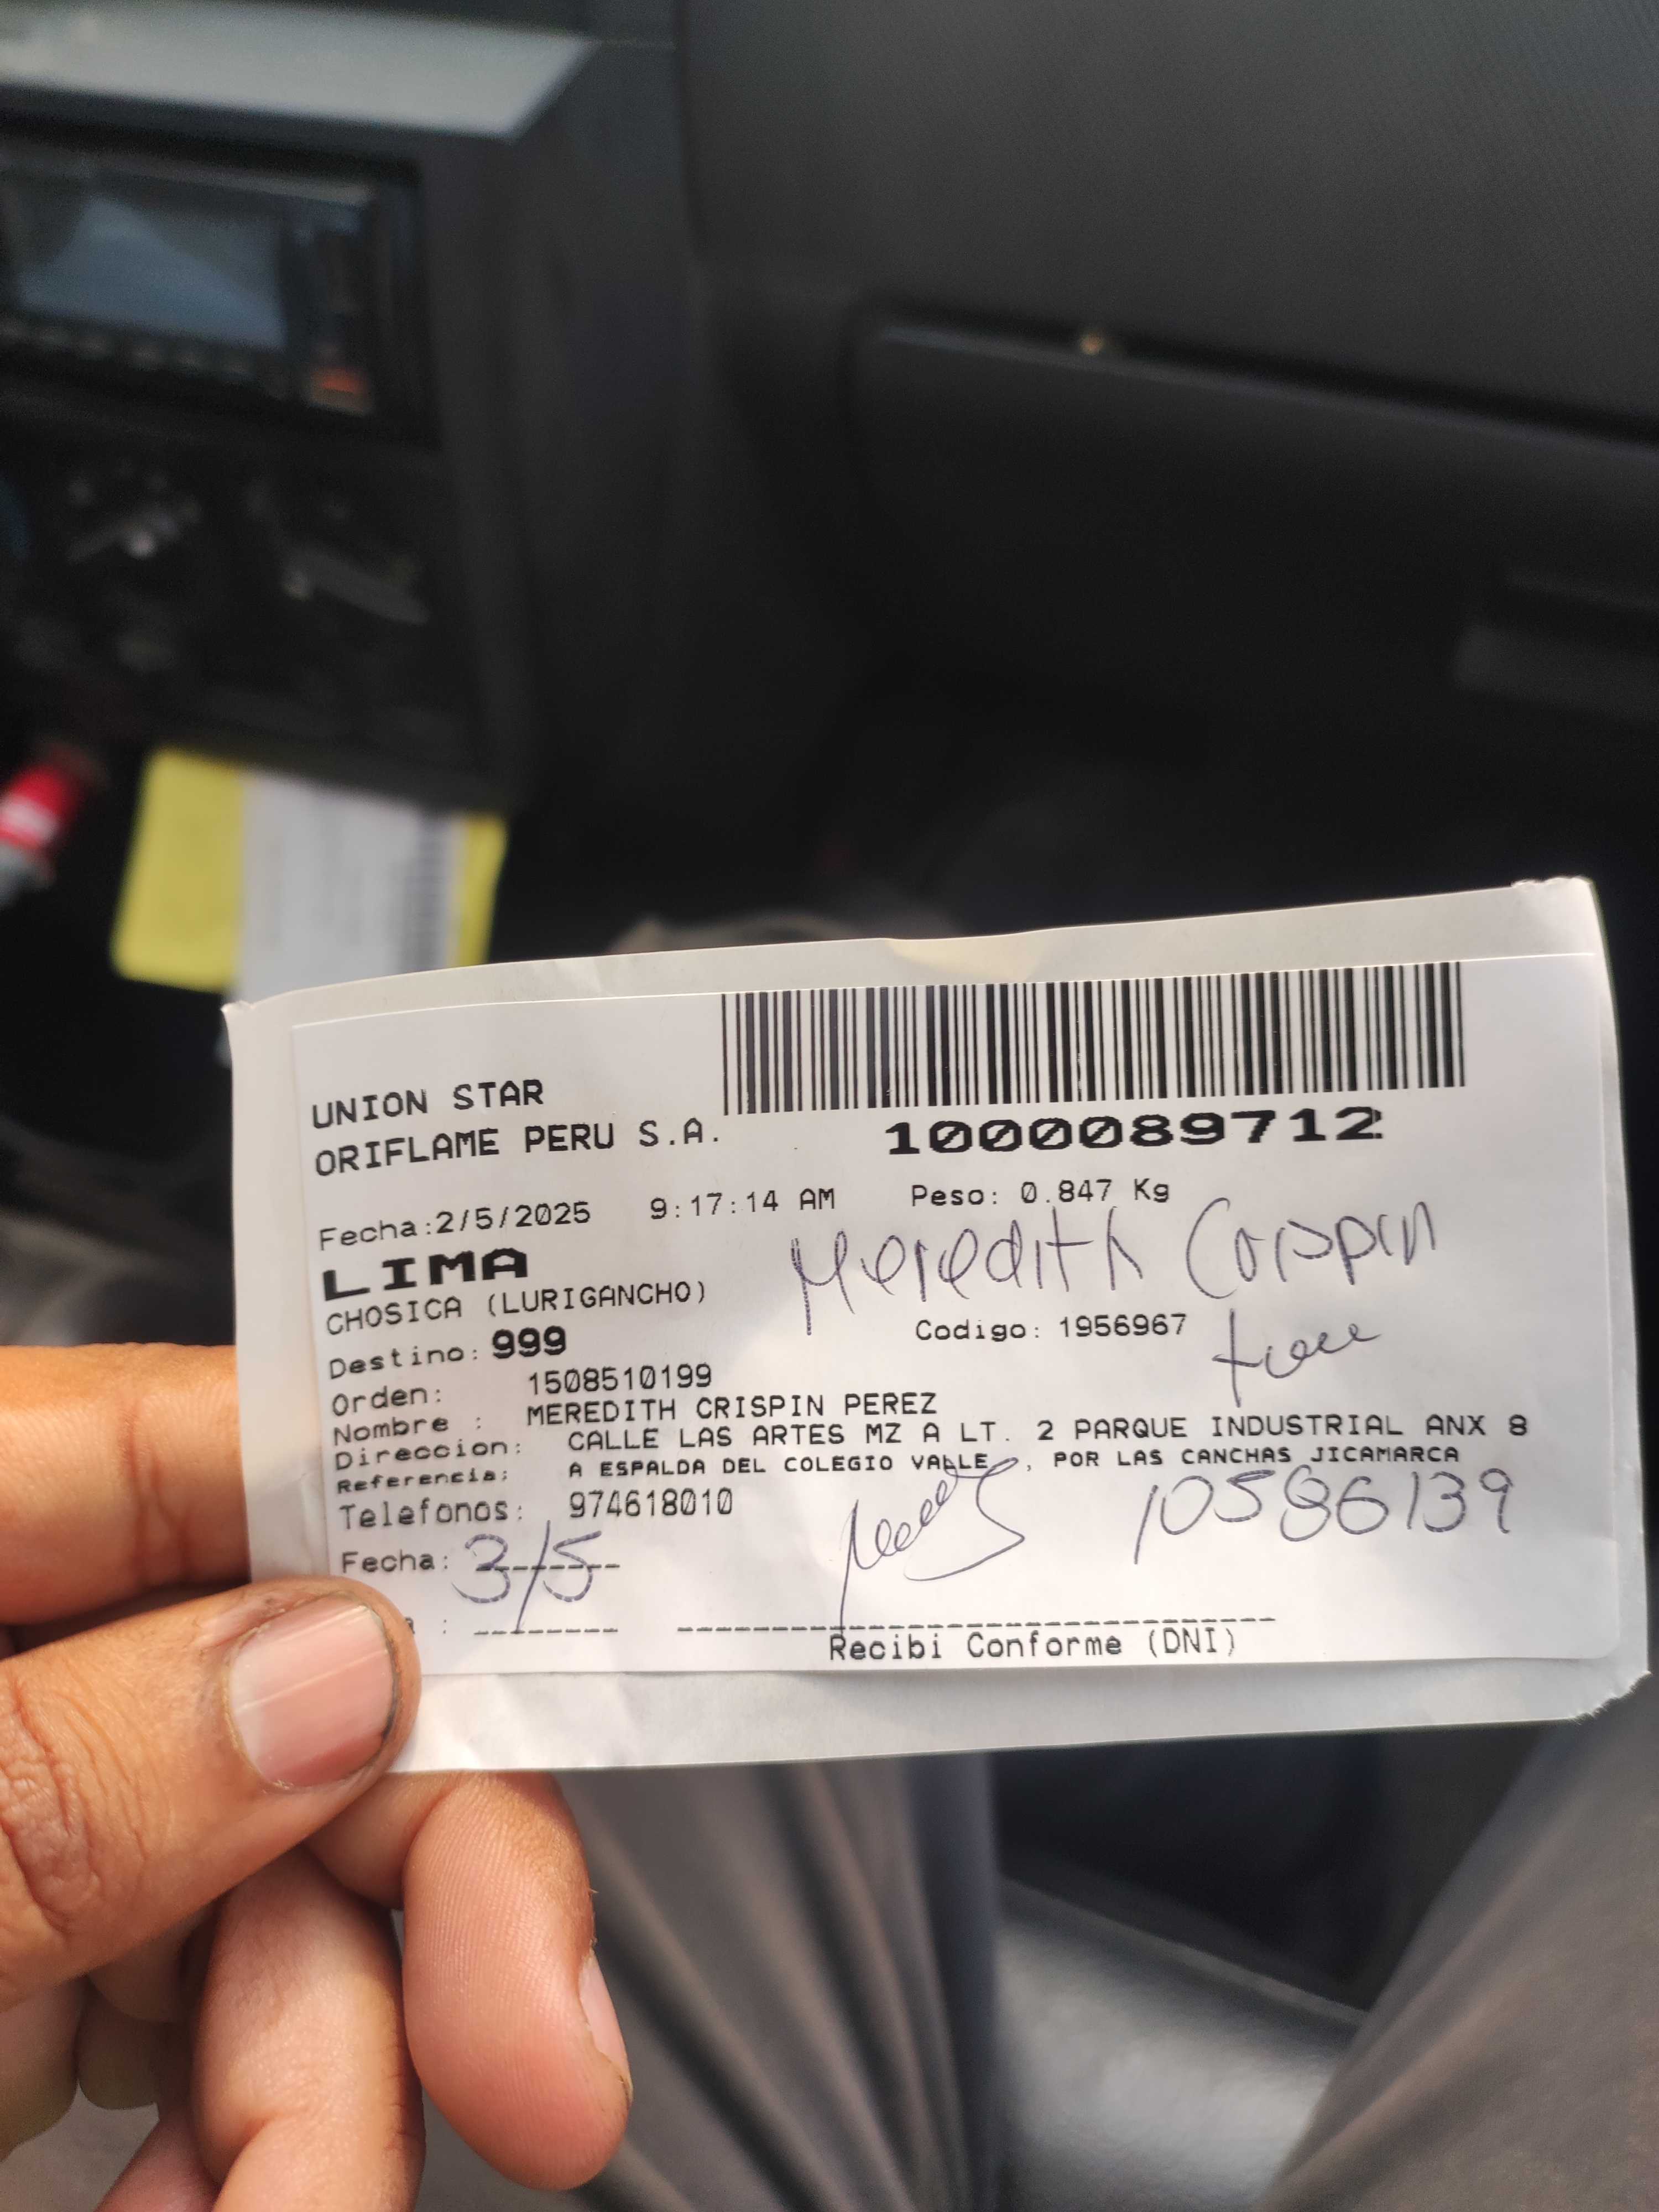 UNION STAR
ORIFLAME PERU S.A.
1000089712
Fecha:2/5/2025 9:17:14 AM Peso: 0.847 Kg
LIMA
Meredith Crispin
CHOSICA (LURIGANCHO)
Destino: 999 Codigo: 1956967
Orden: 1508510199
Nombre : MEREDITH CRISPIN PEREZ
Direccion: CALLE LAS ARTES MZ A LT. 2 PARQUE INDUSTRIAL ANX 8
Referencia: A ESPALDA DEL COLEGIO VALLE , POR LAS CANCHAS JICAMARCA
Telefonos: 974618010
10586139
Fecha: 3/5
Recibi Conforme (DNI)